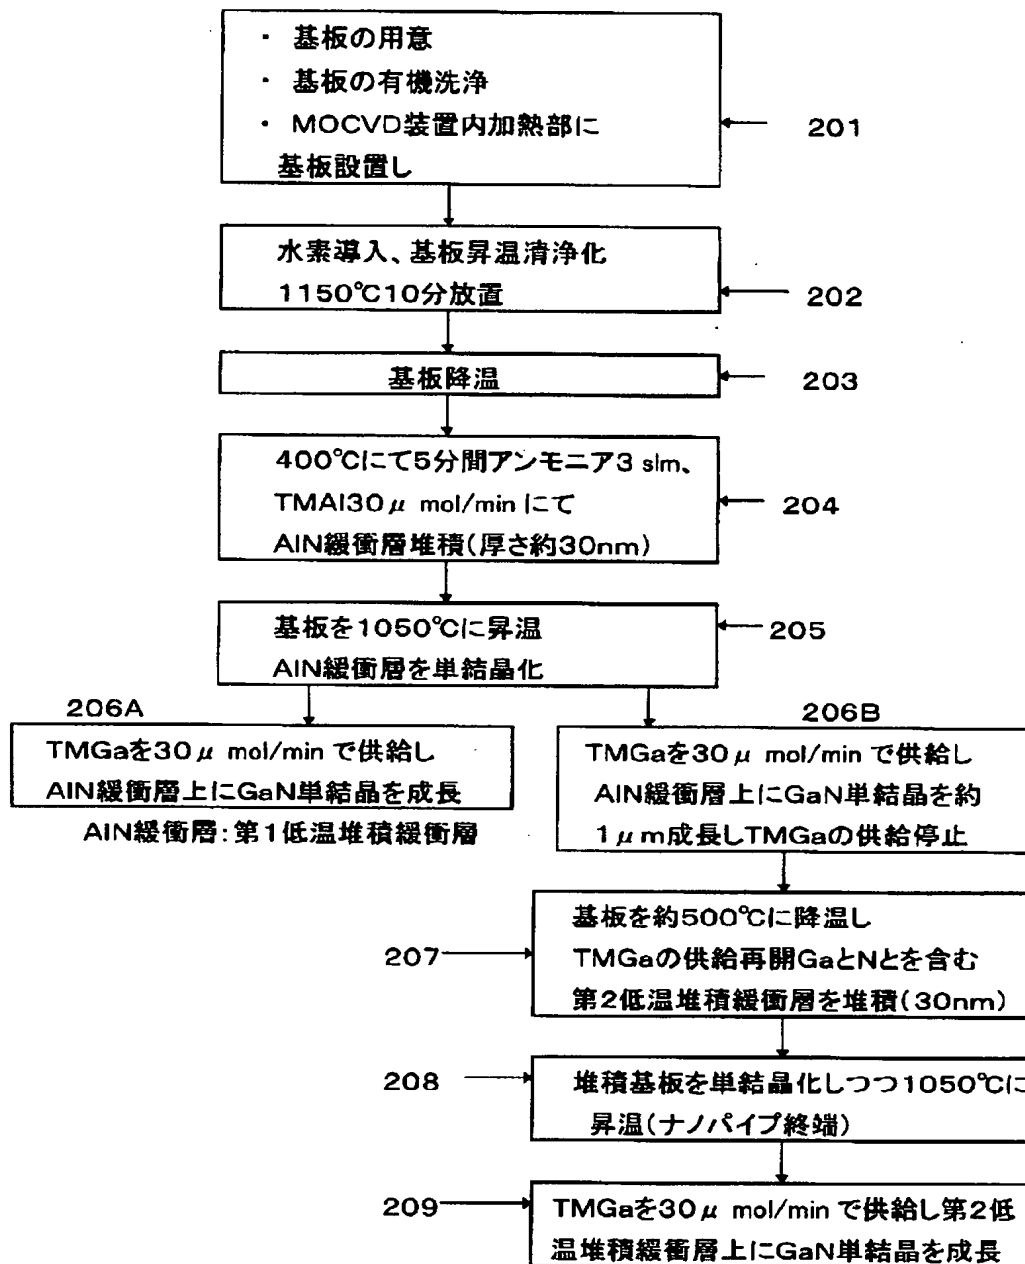 ・ 基板の用意
・ 基板の有機洗浄
・ MOCVD装置内加熱部に
基板設置し
201
水素導入、基板昇温清浄化
1150℃10分放置
202
基板降温
203
400℃にて5分間アンモニア3 slm、
TMAl30μ mol/min にて
AlN緩衝層堆積(厚さ約30nm)
204
基板を1050℃に昇温
AlN緩衝層を単結晶化
205
206A
TMGaを30μ mol/min で供給し
AlN緩衝層上にGaN単結晶を成長
AlN緩衝層:第1低温堆積緩衝層
206B
TMGaを30μ mol/min で供給し
AlN緩衝層上にGaN単結晶を約
1μm成長しTMGaの供給停止
207
基板を約500℃に降温し
TMGaの供給再開GaとNとを含む
第2低温堆積緩衝層を堆積(30nm)
208
堆積基板を単結晶化しつつ1050℃に
昇温(ナノパイプ終端)
209
TMGaを30μ mol/min で供給し第2低
温堆積緩衝層上にGaN単結晶を成長